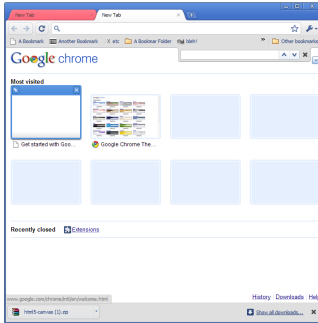 New Tab
New Tab
A Bookmark Another Bookmark etc A Bookmar Folder bleh! » Other bookmarks
Google chrome
Most visited
Get started with Goo...
Google Chrome The...
Recently closed Extensions
www.google.com/chrome/intl/en/welcome.html
History Downloads Help
html5-canvas (1).zip
Show all downloads...